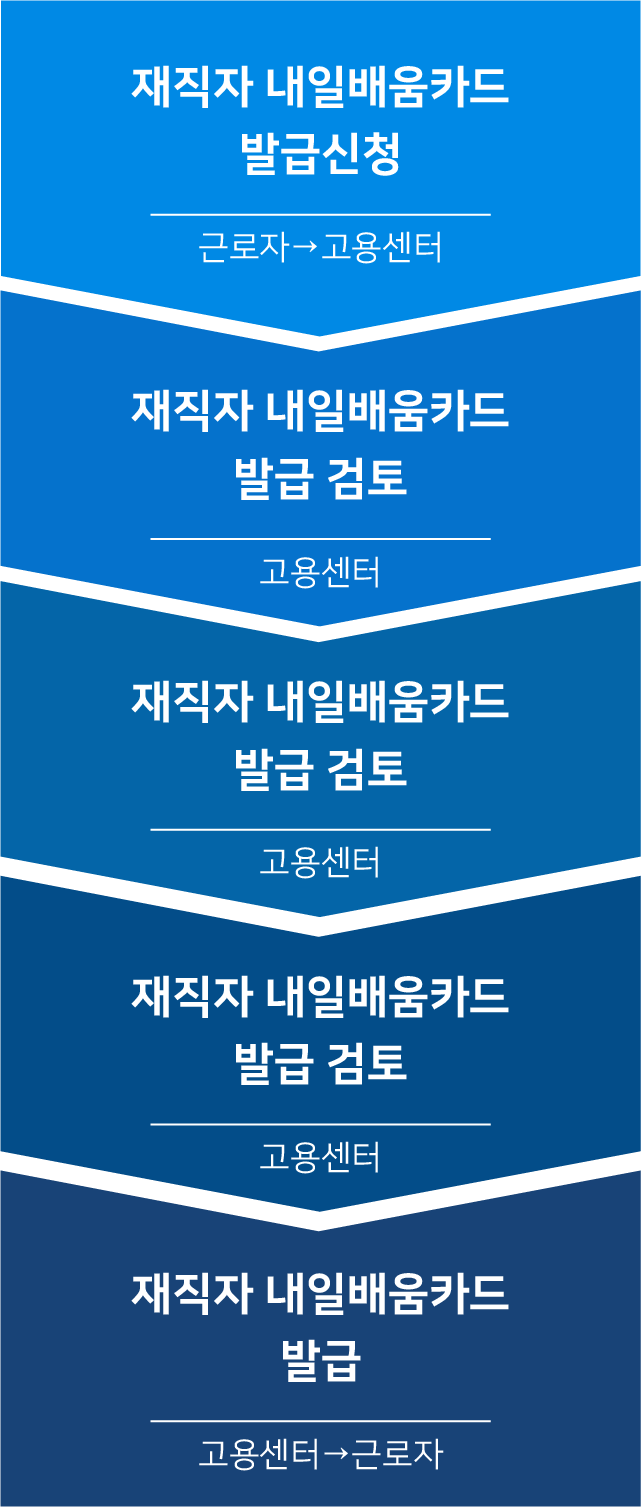 재직자 내일배움카드
발급신청
근로자→고용센터
재직자 내일배움카드
발급 검토
고용센터
재직자 내일배움카드
발급 검토
고용센터
재직자 내일배움카드
발급 검토
고용센터
재직자 내일배움카드
발급
고용센터→근로자